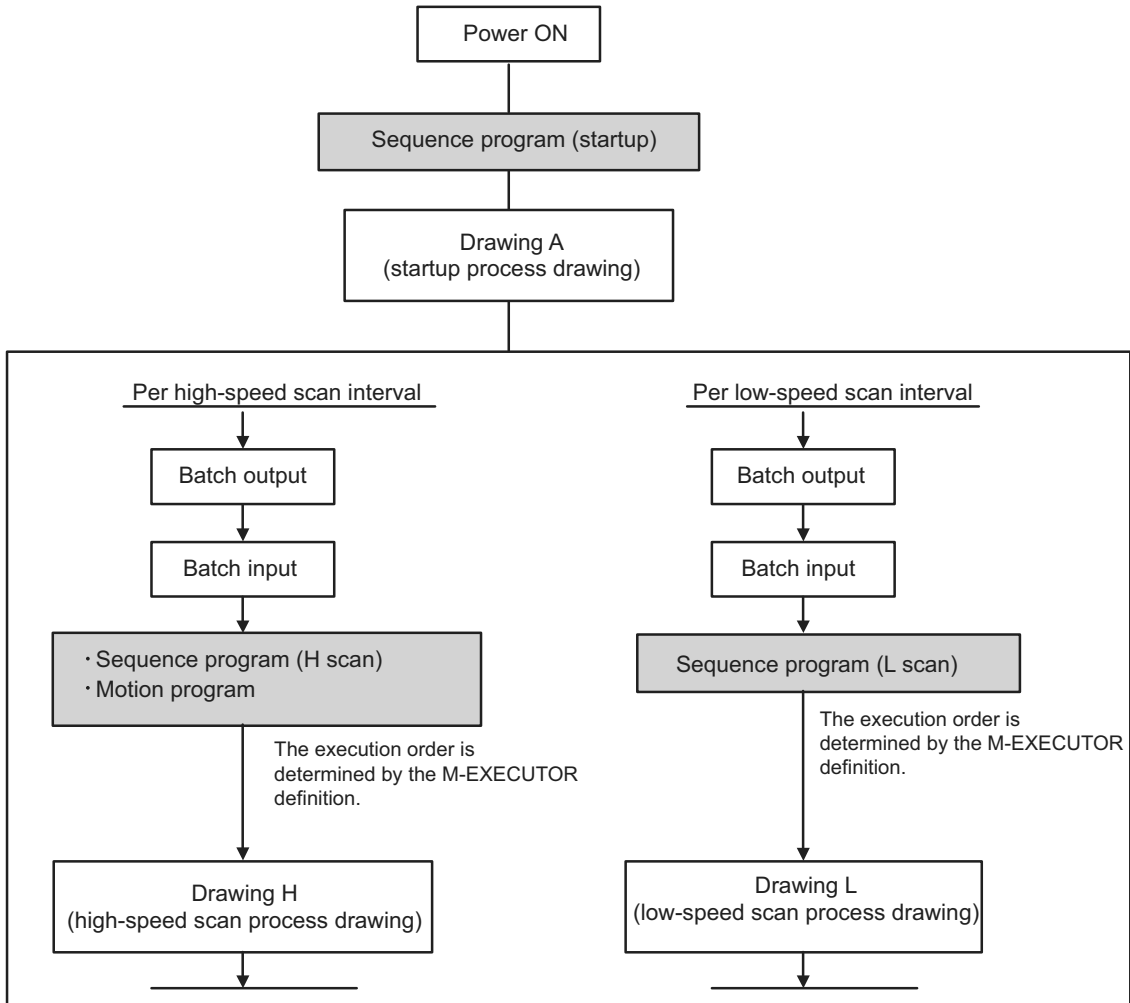 Power ON
Sequence program (startup)
Drawing A
(startup process drawing)
Per high-speed scan interval
Batch output
Batch input
・Sequence program (H scan)
・Motion program
The execution order is
determined by the M-EXECUTOR
definition.
Drawing H
(high-speed scan process drawing)
Per low-speed scan interval
Batch output
Batch input
Sequence program (L scan)
The execution order is
determined by the M-EXECUTOR
definition.
Drawing L
(low-speed scan process drawing)